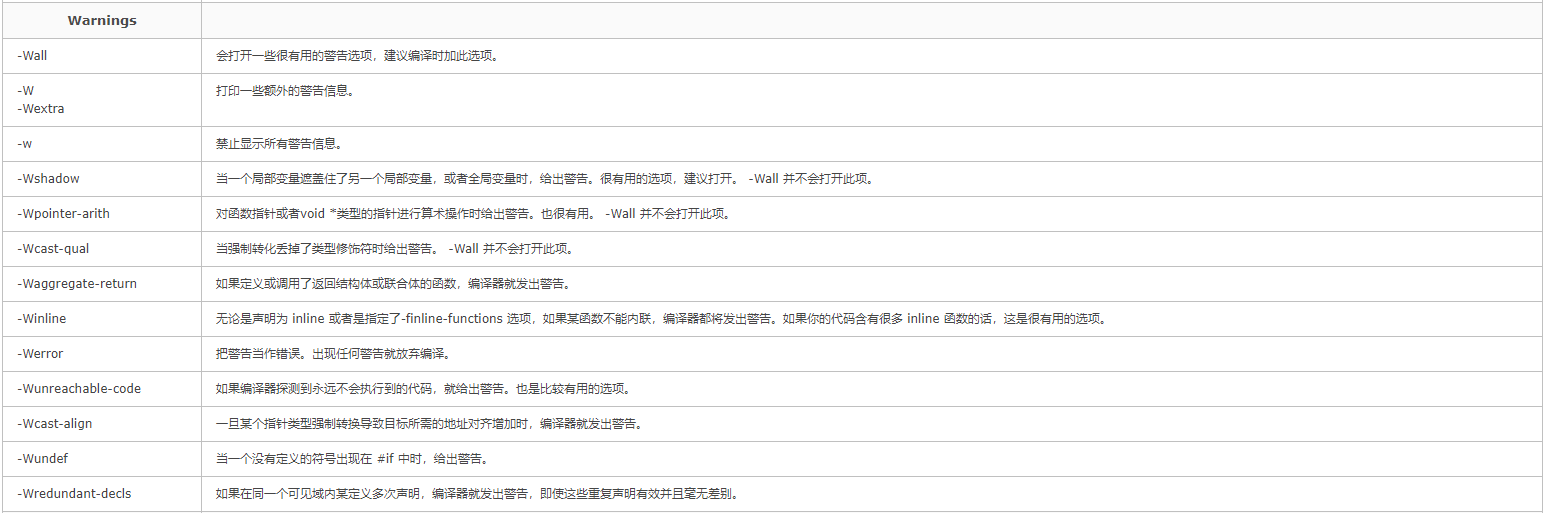 Warnings
-Wall 会打开一些很有用的警告选项，建议编译时加此选项。
-W 打印一些额外的警告信息。
-Wextra
-w 禁止显示所有警告信息。
-Wshadow 当一个局部变量遮盖住了另一个局部变量，或者全局变量时，给出警告。很有用的选项，建议打开。 -Wall 并不会打开此项。
-Wpointer-arith 对函数指针或者void *类型的指针进行算术操作时给出警告。也很有用。 -Wall 并不会打开此项。
-Wcast-qual 当强制转化丢掉了类型修饰符时给出警告。 -Wall 并不会打开此项。
-Waggregate-return 如果定义或调用了返回结构体或联合体的函数，编译器就发出警告。
-Winline 无论是声明为 inline 或者是指定了-finline-functions 选项，如果某函数不能内联，编译器都将发出警告。如果你的代码含有很多 inline 函数的话，这是很有用的选项。
-Werror 把警告当作错误。出现任何警告就放弃编译。
-Wunreachable-code 如果编译器探测到永远不会执行到的代码，就给出警告。也是比较有用的选项。
-Wcast-align 一旦某个指针类型强制转换导致目标所需的地址对齐增加时，编译器就发出警告。
-Wundef 当一个没有定义的符号出现在 #if 中时，给出警告。
-Wredundant-decls 如果在同一个可见域内某定义多次声明，编译器就发出警告，即使这些重复声明有效并且毫无差别。